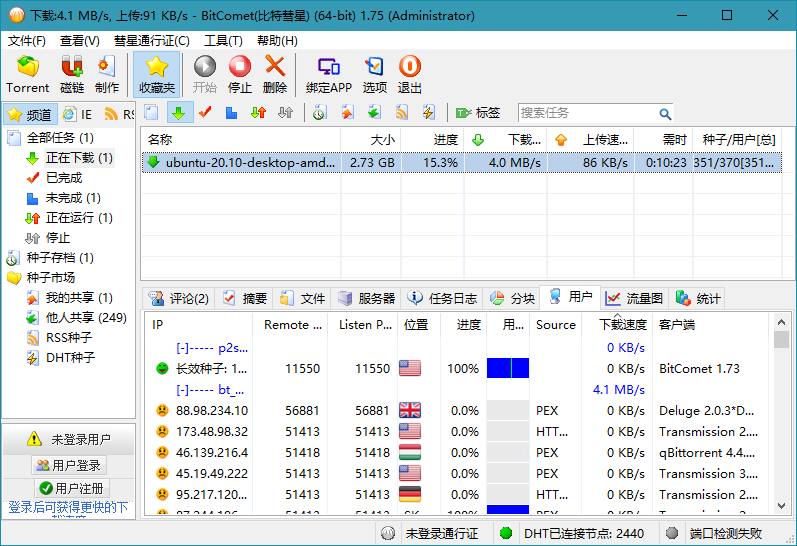 下载:4.1 MB/s, 上传:91 KB/s - BitComet(比特彗星) (64-bit) 1.75 (Administrator)
文件(F) 查看(V) 彗星通行证(C) 工具(T) 帮助(H)
Torrent 磁链 制作 收藏夹 开始 停止 删除 绑定APP 选项 退出
频道 IE RS
标签 搜索任务
全部任务 (1)
正在下载 (1)
已完成
未完成 (1)
正在运行 (1)
停止
种子存档 (1)
种子市场
我的共享 (1)
他人共享 (249)
RSS种子
DHT种子
名称 大小 进度 下载... 上传速... 需时 种子/用户[总]
ubuntu-20.10-desktop-amd... 2.73 GB 15.3% 4.0 MB/s 86 KB/s 0:10:23 351/370[351...
评论(2) 摘要 文件 服务器 任务日志 分块 用户 流量图 统计
IP Remote ... Listen P... 位置 进度 用... Source 下载速度 客户端
[-]----- p2s... 0 KB/s
长效种子: 1... 11550 11550 100% 0 KB/s BitComet 1.73
[-]----- bt_... 4.1 MB/s
88.98.234.10 56881 56881 0.0% PEX 0 KB/s Deluge 2.0.3*D...
173.48.98.32 51413 51413 0.0% HTT... 0 KB/s Transmission 2....
46.139.216.4 51418 51418 0.0% PEX 0 KB/s qBittorrent 4.4....
45.19.49.222 51413 51413 0.0% PEX 0 KB/s Transmission 3....
95.217.120... 51413 51413 0.0% HTT... 0 KB/s Transmission 2....
未登录用户
用户登录
用户注册
登录后可获得更快的下
未登录通行证 DHT已连接节点: 2440 端口检测失败